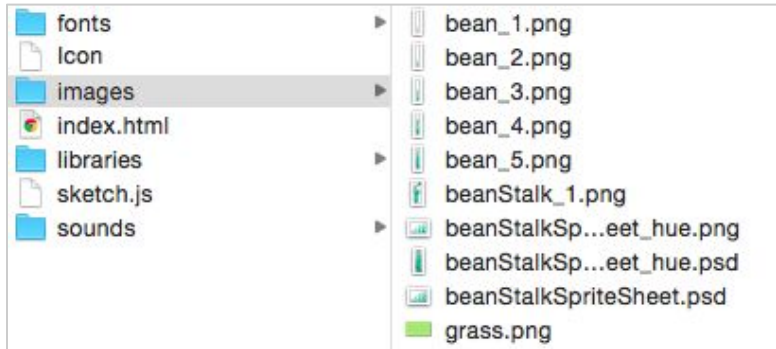 fonts
Icon
images
index.html
libraries
sketch.js
sounds
bean_1.png
bean_2.png
bean_3.png
bean_4.png
bean_5.png
beanStalk_1.png
beanStalkSp...eet_hue.png
beanStalkSp...eet_hue.psd
beanStalkSpriteSheet.psd
grass.png